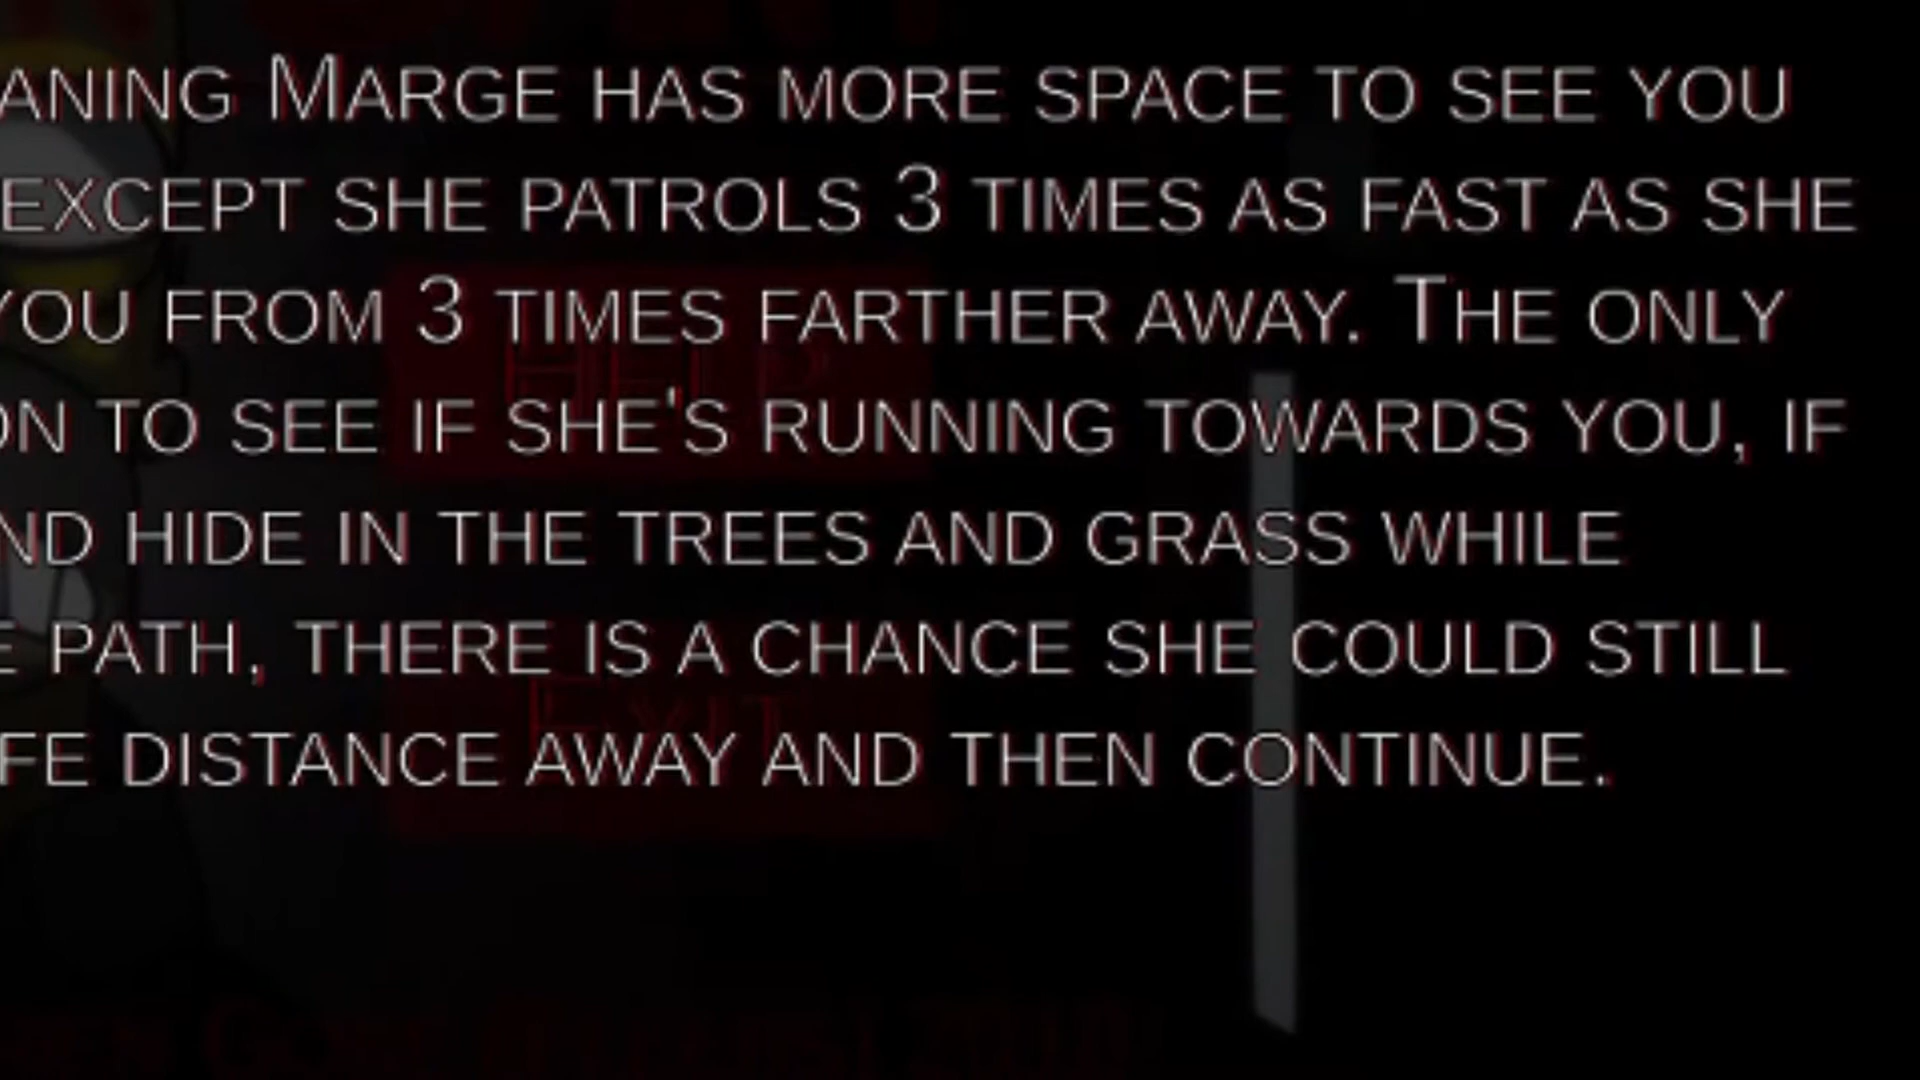 ANING MARGE HAS MORE SPACE TO SEE YOU
EXCEPT SHE PATROLS 3 TIMES AS FAST AS SHE
YOU FROM 3 TIMES FARTHER AWAY. THE ONLY
ON TO SEE IF SHE'S RUNNING TOWARDS YOU, IF
ND HIDE IN THE TREES AND GRASS WHILE
E PATH, THERE IS A CHANCE SHE COULD STILL
FE DISTANCE AWAY AND THEN CONTINUE.
HELP
EXIT